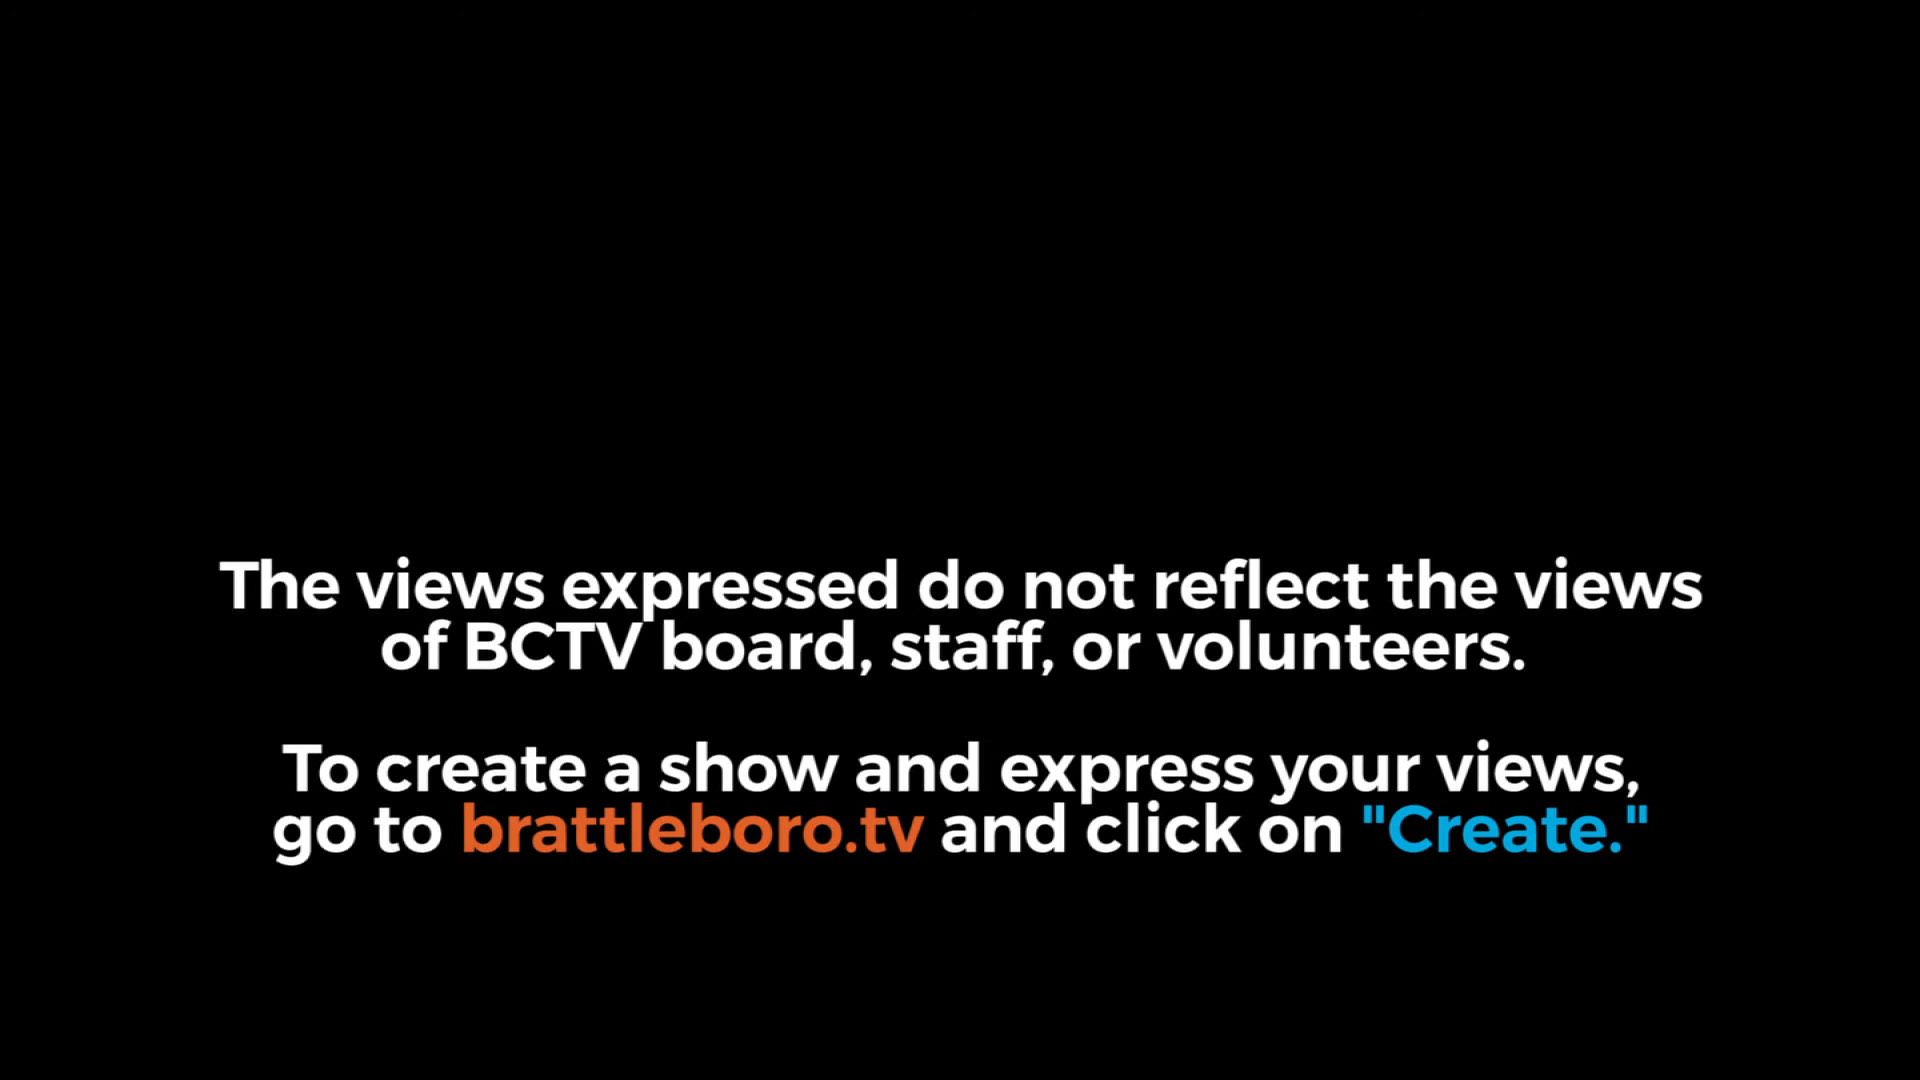 The views expressed do not reflect the views
of BCTV board, staff, or volunteers.
To create a show and express your views,
go to brattleboro.tv and click on "Create."